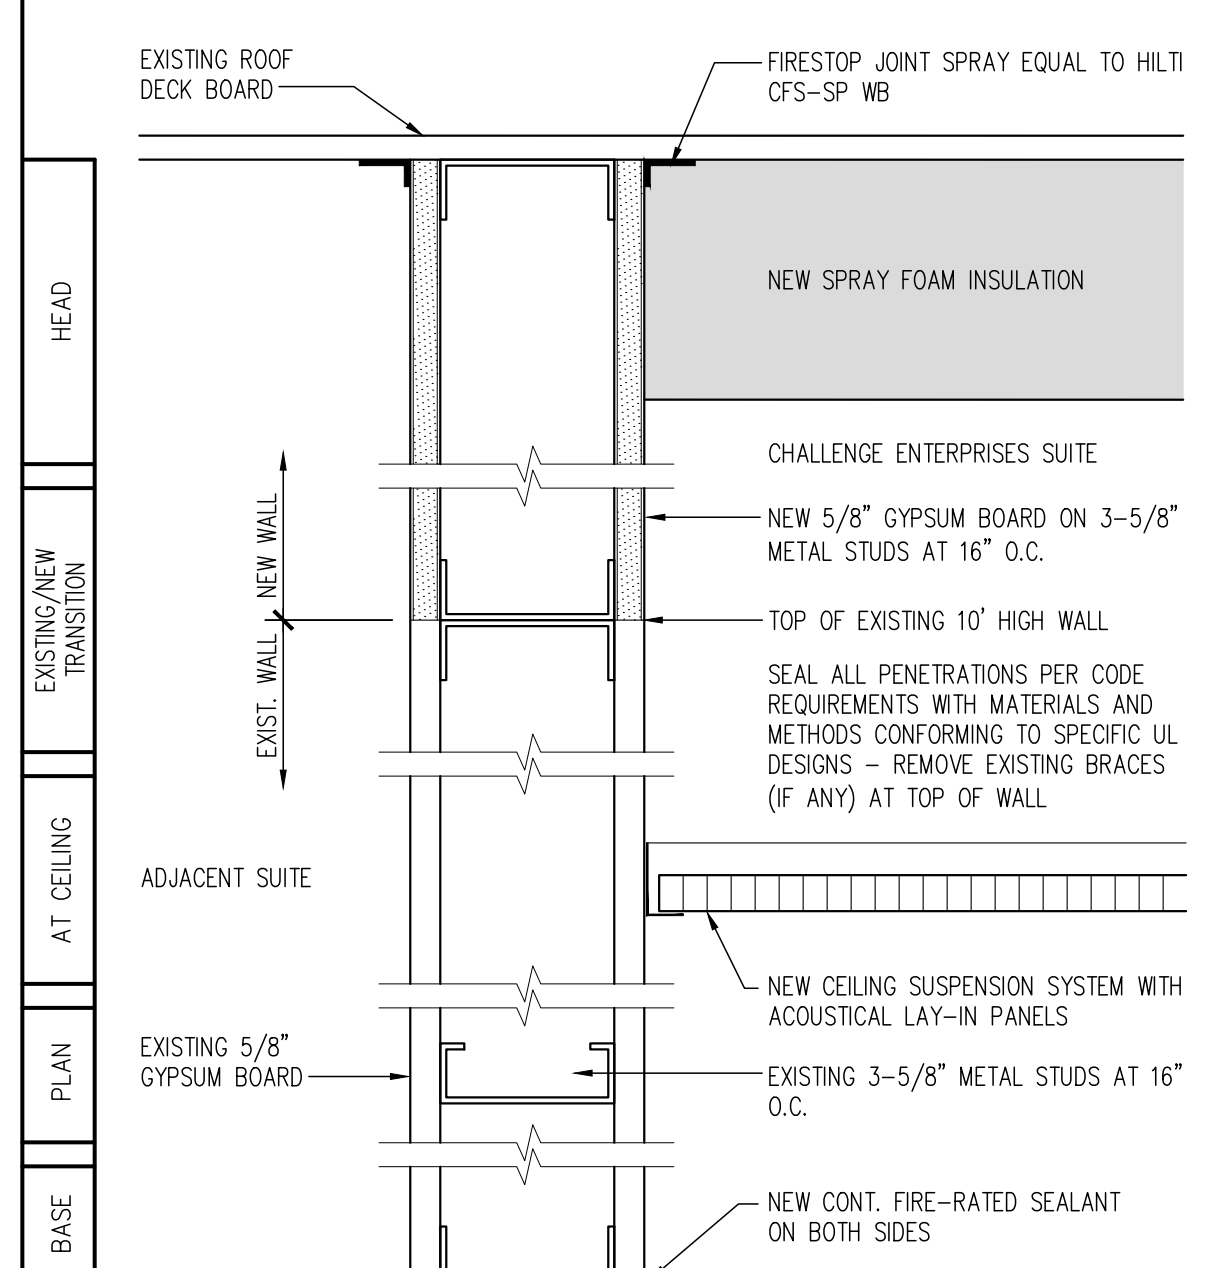 EXISTING ROOF
DECK BOARD
FIRESTOP JOINT SPRAY EQUAL TO HILTI
CFS-SP WB
HEAD
NEW SPRAY FOAM INSULATION
CHALLENGE ENTERPRISES SUITE
NEW WALL
NEW 5/8" GYPSUM BOARD ON 3-5/8"
METAL STUDS AT 16" O.C.
EXISTING/NEW
TRANSITION
TOP OF EXISTING 10' HIGH WALL
EXIST. WALL
SEAL ALL PENETRATIONS PER CODE
REQUIREMENTS WITH MATERIALS AND
METHODS CONFORMING TO SPECIFIC UL
DESIGNS - REMOVE EXISTING BRACES
(IF ANY) AT TOP OF WALL
AT CEILING
ADJACENT SUITE
NEW CEILING SUSPENSION SYSTEM WITH
ACOUSTICAL LAY-IN PANELS
PLAN
EXISTING 5/8"
GYPSUM BOARD
EXISTING 3-5/8" METAL STUDS AT 16"
O.C.
BASE
NEW CONT. FIRE-RATED SEALANT
ON BOTH SIDES